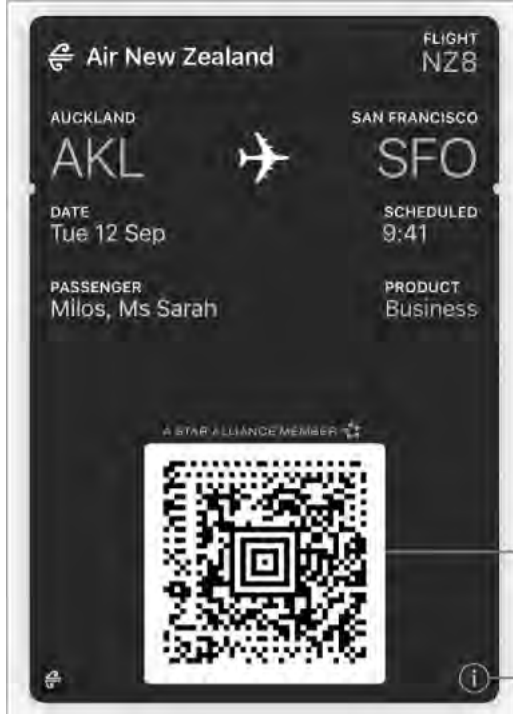 Air New Zealand
FLIGHT
NZ8
AUCKLAND
AKL
SAN FRANCISCO
SFO
DATE
Tue 12 Sep
SCHEDULED
9:41
PASSENGER
Milos, Ms Sarah
PRODUCT
Business
A STAR ALLIANCE MEMBER
i